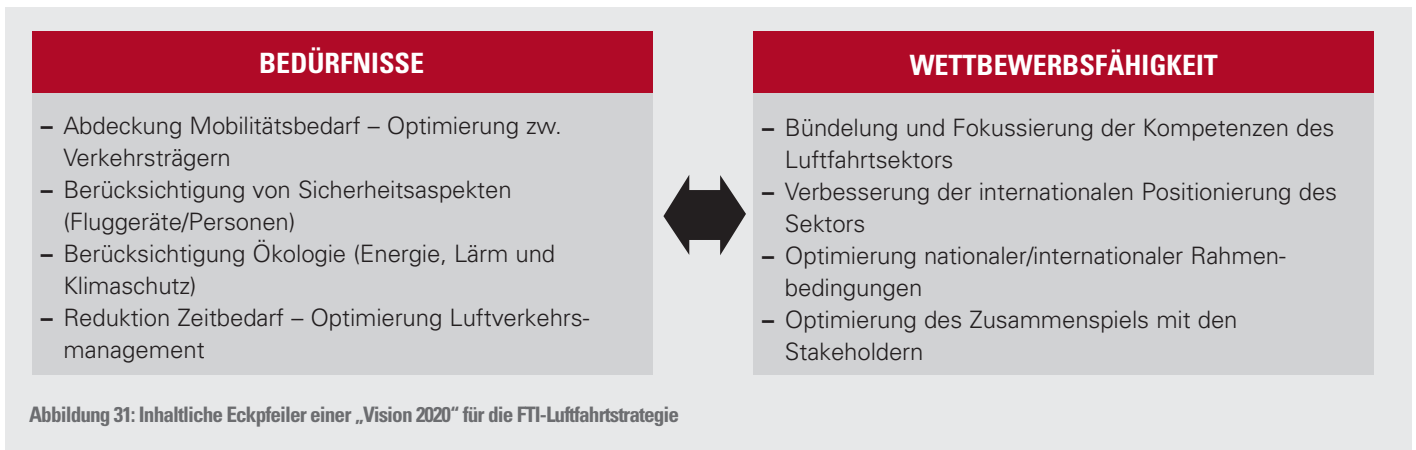 BEDÜRFNISSE
– Abdeckung Mobilitätsbedarf – Optimierung zw.
Verkehrsträgern
– Berücksichtigung von Sicherheitsaspekten
(Fluggeräte/Personen)
– Berücksichtigung Ökologie (Energie, Lärm und
Klimaschutz)
– Reduktion Zeitbedarf – Optimierung Luftverkehrs-
management
WETTBEWERBSFÄHIGKEIT
– Bündelung und Fokussierung der Kompetenzen des
Luftfahrtsektors
– Verbesserung der internationalen Positionierung des
Sektors
– Optimierung nationaler/internationaler Rahmen-
bedingungen
– Optimierung des Zusammenspiels mit den
Stakeholdern
Abbildung 31: Inhaltliche Eckpfeiler einer „Vision 2020“ für die FTI-Luftfahrtstrategie